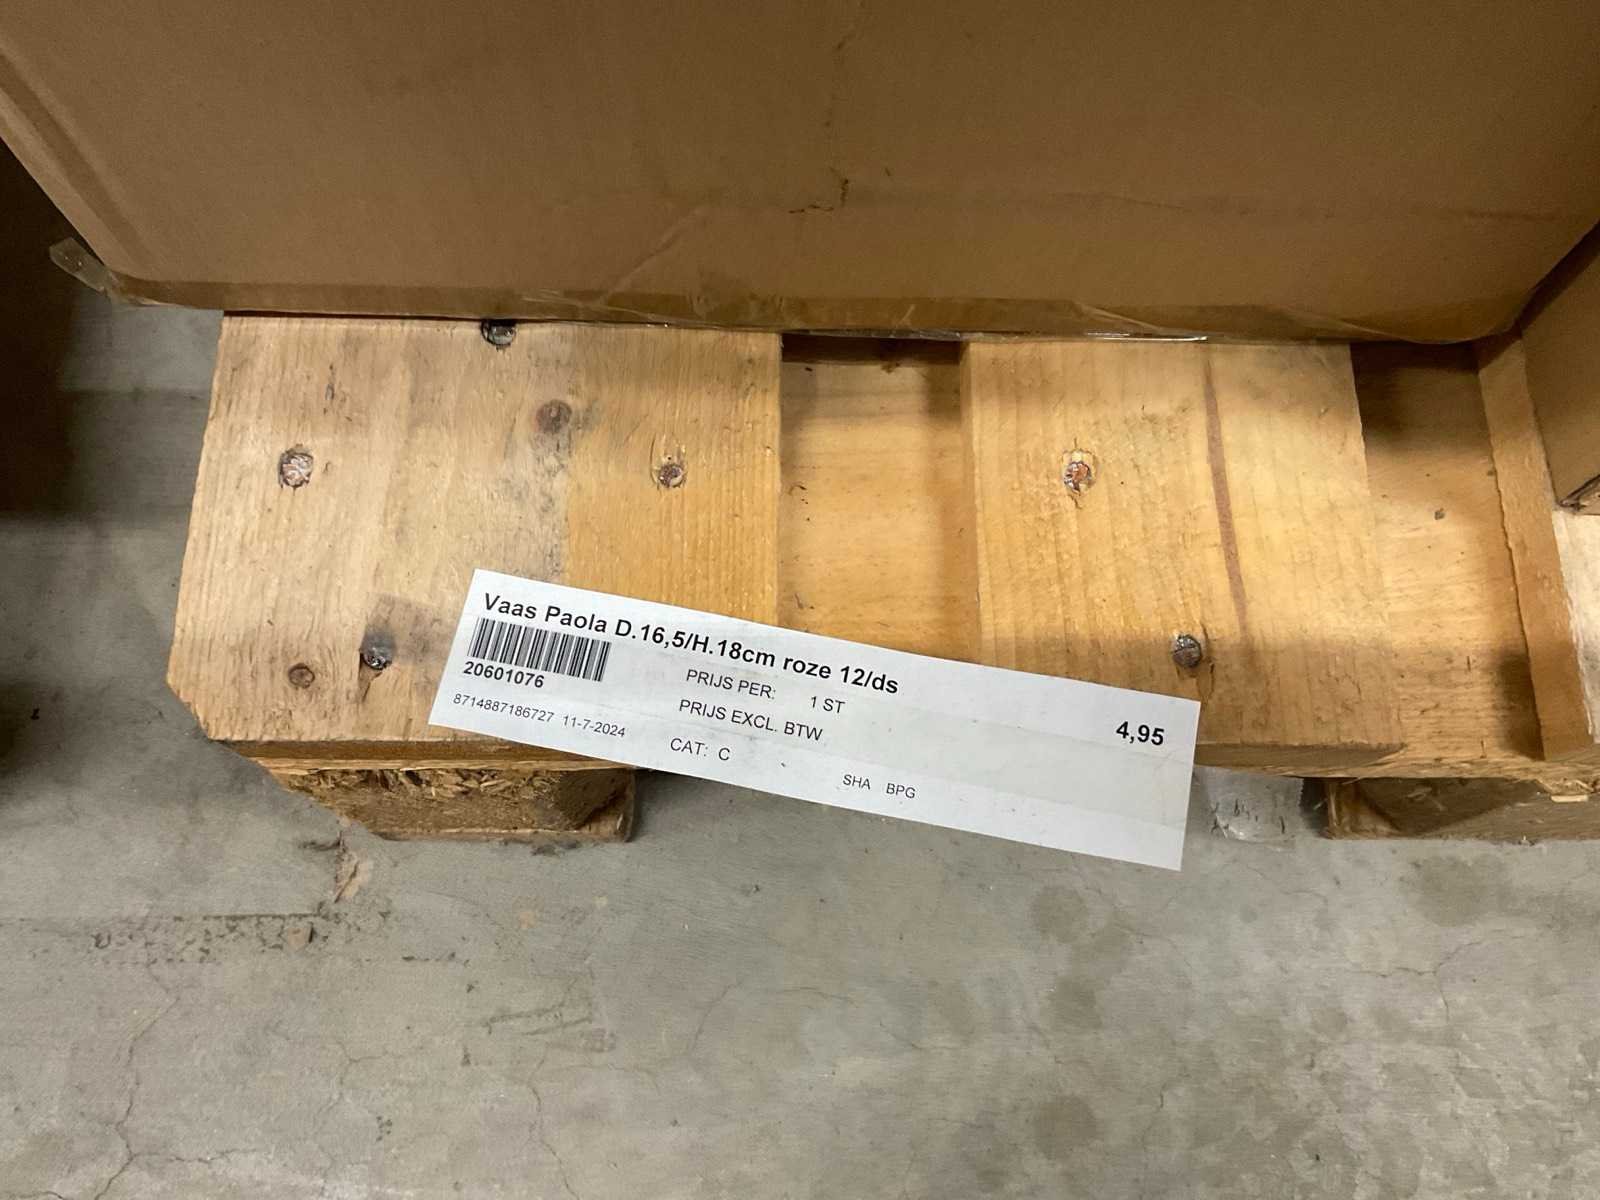 Vaas Paola D.16,5/H.18cm roze 12/ds
20601076
PRIJS PER: 1 ST
PRIJS EXCL. BTW 4,95
8714887186727 11-7-2024
CAT: C
SHA BPG